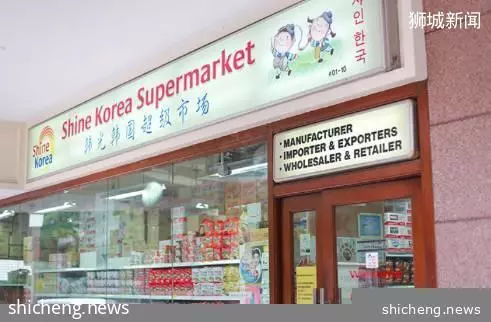 狮城新闻
Shine Korea Supermarket
韩光韩国超级市场
샤인 한국
#01-10
Shine
Korea
• MANUFACTURER
• IMPORTER & EXPORTERS
• WHOLESALER & RETAILER
shicheng.news
shicheng.news